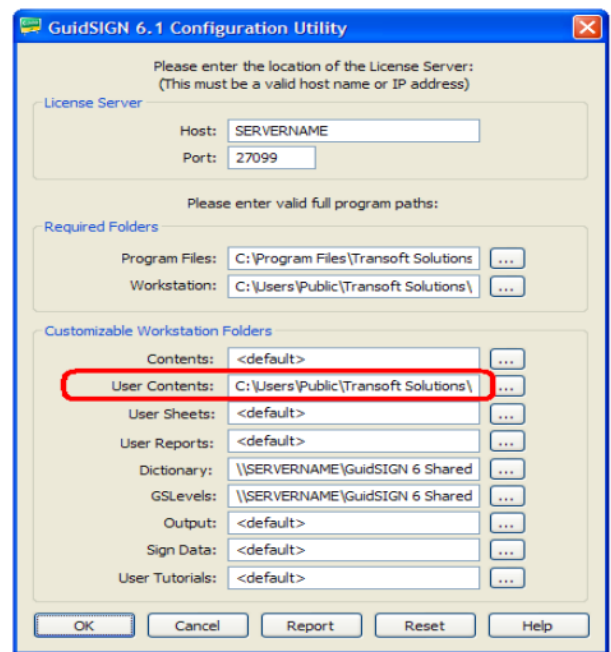 GuidSIGN 6.1 Configuration Utility
Please enter the location of the License Server:
(This must be a valid host name or IP address)
License Server
Host: SERVERNAME
Port: 27099
Please enter valid full program paths:
Required Folders
Program Files: C:\Program Files\Transoft Solutions ...
Workstation: C:\Users\Public\Transoft Solutions\ ...
Customizable Workstation Folders
Contents: <default> ...
User Contents: C:\Users\Public\Transoft Solutions\ ...
User Sheets: <default> ...
User Reports: <default> ...
Dictionary: \\SERVERNAME\GuidSIGN 6 Shared ...
GSLevels: \\SERVERNAME\GuidSIGN 6 Shared ...
Output: <default> ...
Sign Data: <default> ...
User Tutorials: <default> ...
OK Cancel Report Reset Help